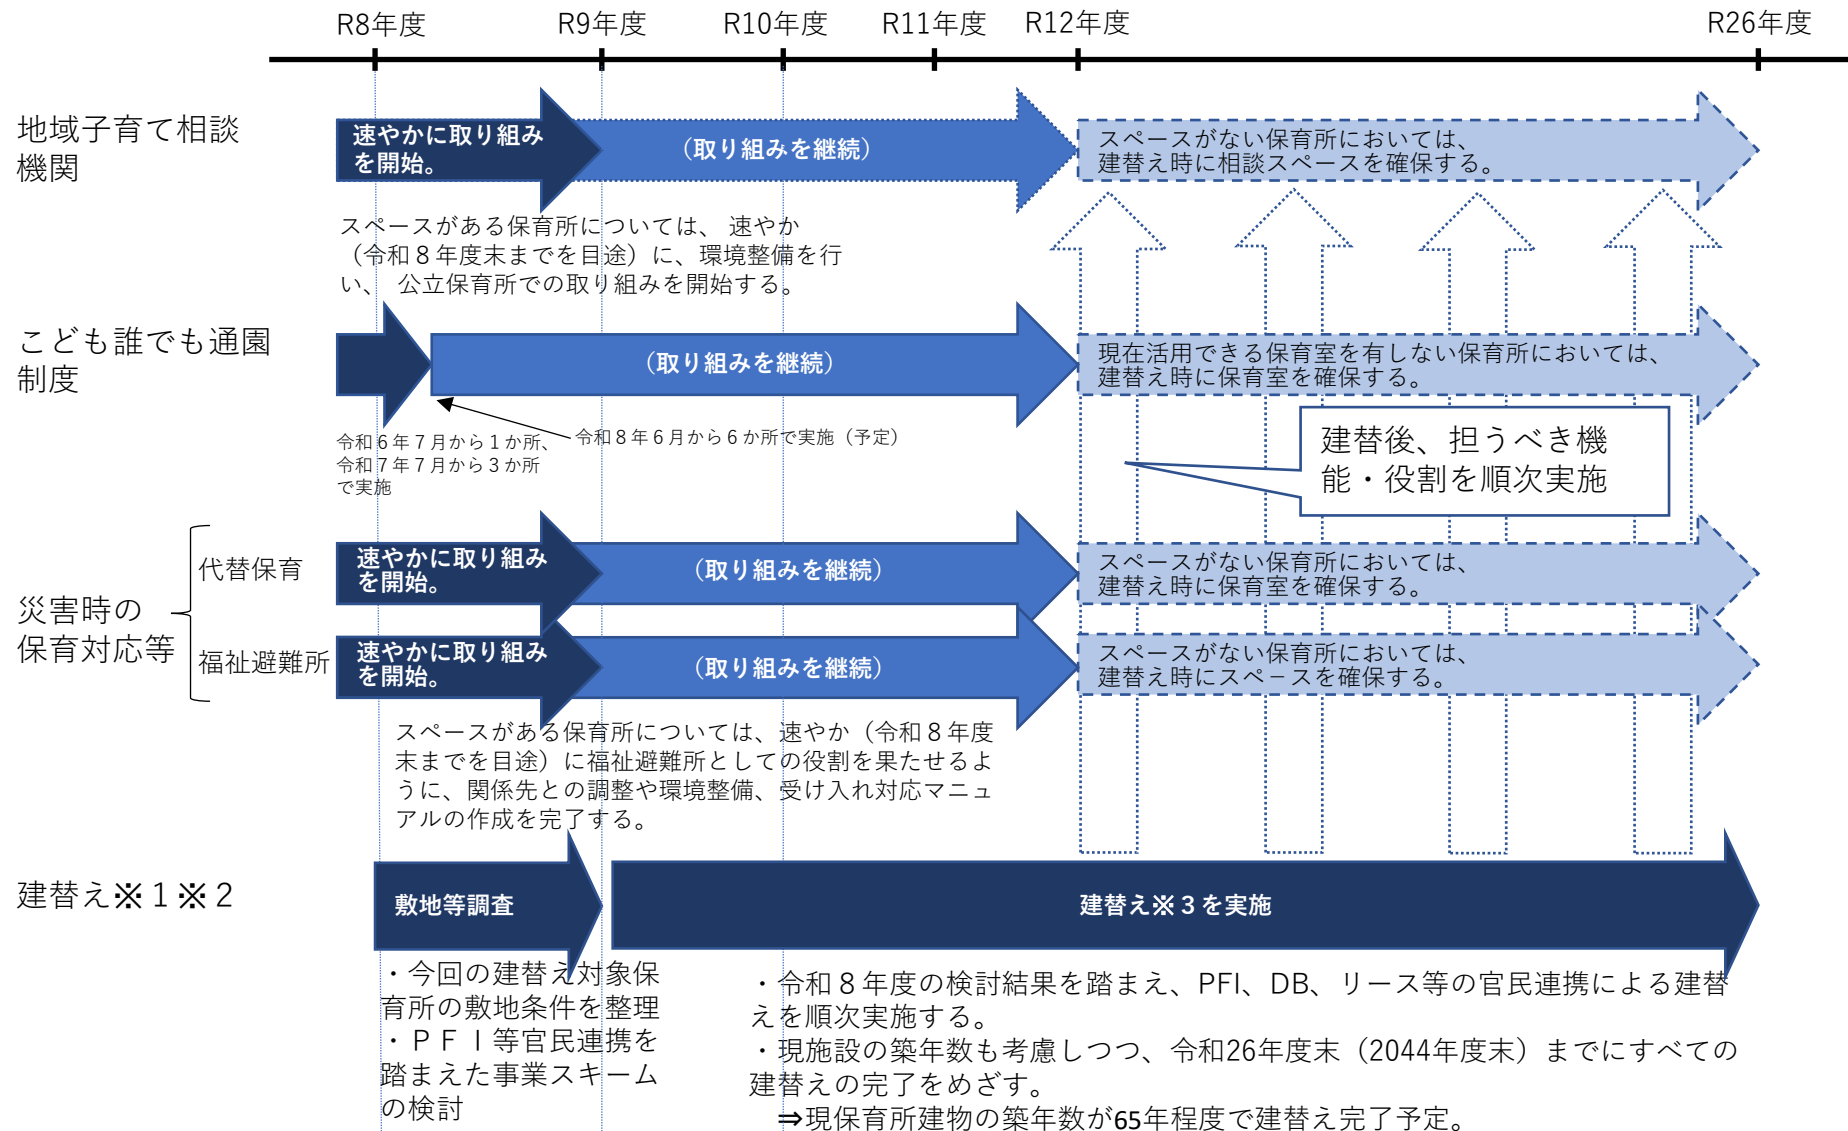 R8年度
R9年度
R10年度
R11年度
R12年度
R26年度
地域子育て相談
機関
速やかに取り組み
を開始。
（取り組みを継続）
スペースがない保育所においては、
建替え時に相談スペースを確保する。
スペースがある保育所については、 速やか
（令和８年度末までを目途）に、環境整備を行
い、 公立保育所での取り組みを開始する。
こども誰でも通園
制度
（取り組みを継続）
現在活用できる保育室を有しない保育所においては、
建替え時に保育室を確保する。
令和６年７月から１か所、
令和７年７月から３か所
で実施
令和８年６月から６か所で実施（予定）
建替後、担うべき機
能・役割を順次実施
災害時の
保育対応等
代替保育
速やかに取り組み
を開始。
（取り組みを継続）
スペースがない保育所においては、
建替え時に保育室を確保する。
福祉避難所
速やかに取り組み
を開始。
（取り組みを継続）
スペースがない保育所においては、
建替え時にスペースを確保する。
スペースがある保育所については、速やか（令和８年度
末までを目途）に福祉避難所としての役割を果たせるよ
うに、関係先との調整や環境整備、受け入れ対応マニュ
アルの作成を完了する。
建替え※１※２
敷地等調査
建替え※３を実施
・今回の建替え対象保
育所の敷地条件を整理
・ＰＦＩ等官民連携を
踏まえた事業スキーム
の検討
・令和８年度の検討結果を踏まえ、PFI、DB、リース等の官民連携による建替
えを順次実施する。
・現施設の築年数も考慮しつつ、令和26年度末（2044年度末）までにすべての
建替えの完了をめざす。
⇒現保育所建物の築年数が65年程度で建替え完了予定。